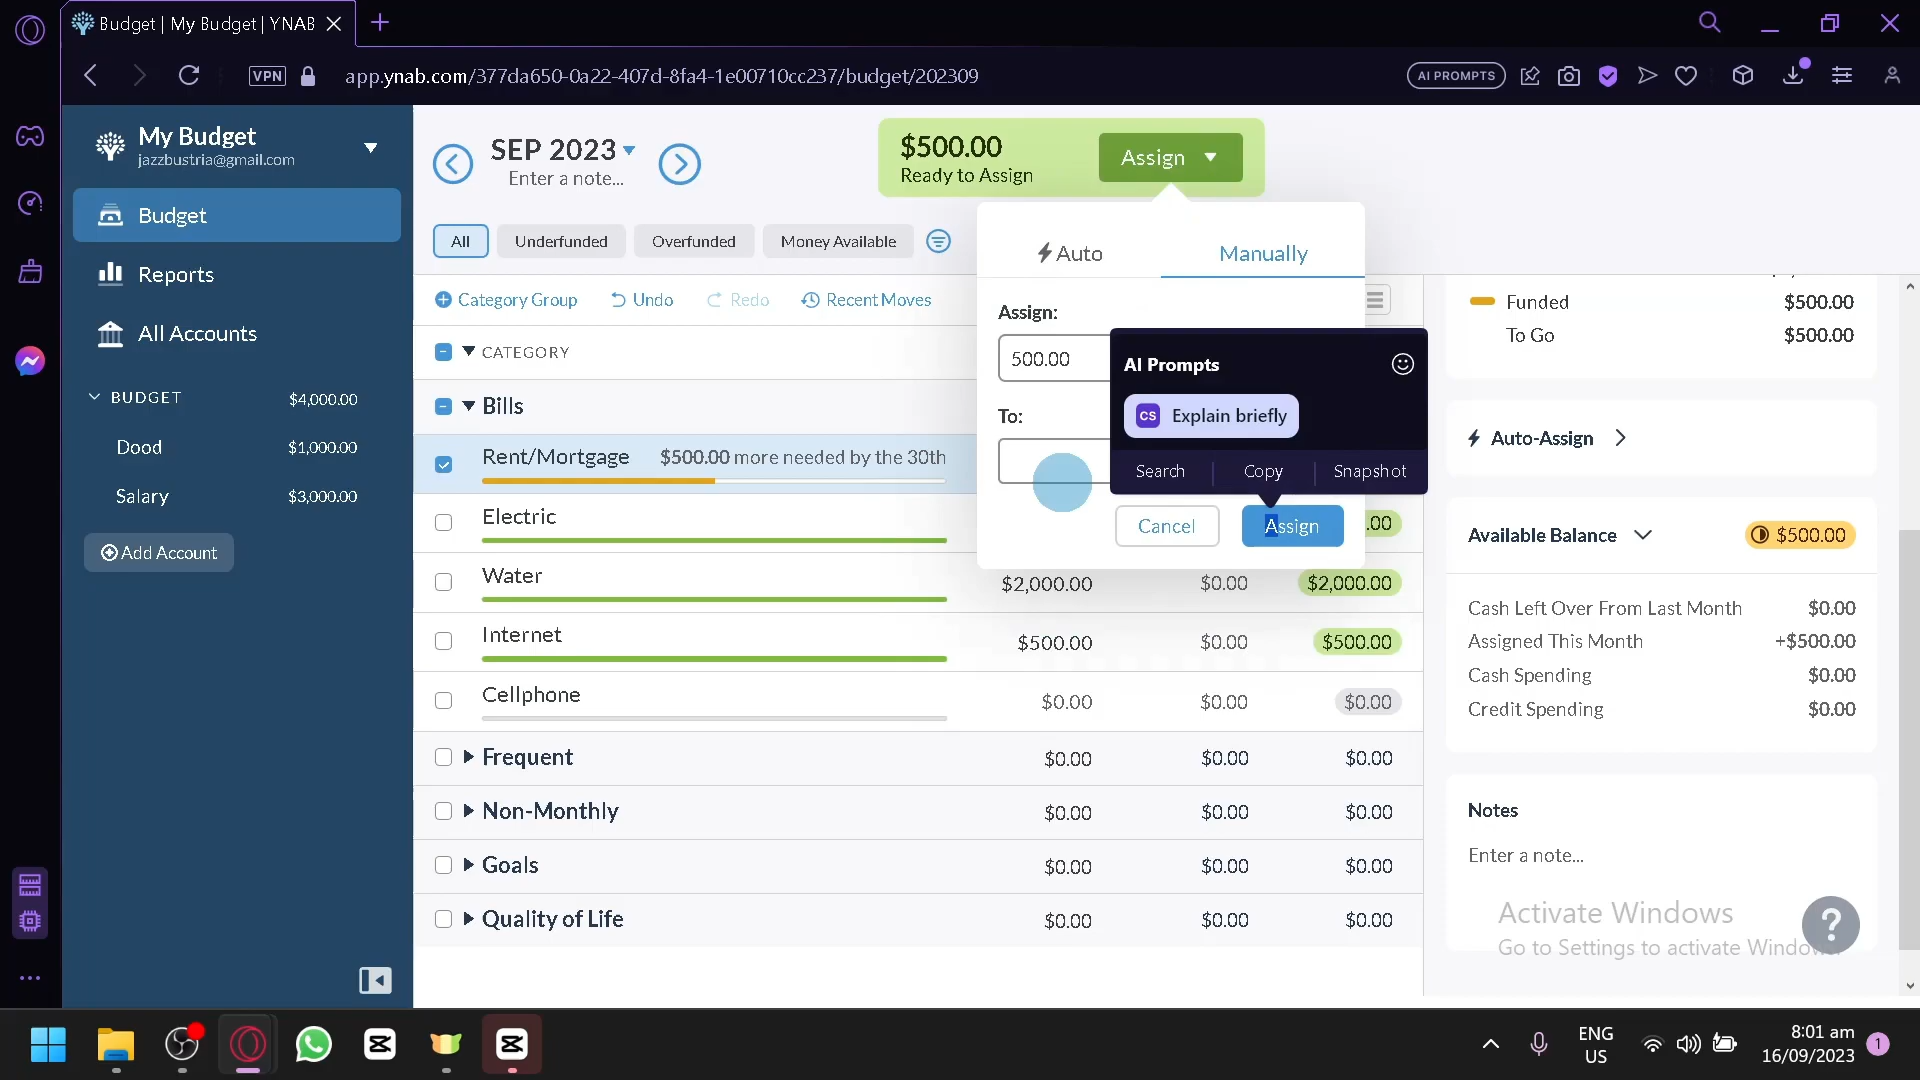 Budget | My Budget | YNAB
VPN
app.ynab.com/377da650-0a22-407d-8fa4-1e00710cc237/budget/202309
AI PROMPTS
My Budget
jazzbustria@gmail.com
Budget
Reports
All Accounts
BUDGET $4,000.00
Dood $1,000.00
Salary $3,000.00
Add Account
SEP 2023
Enter a note...
$500.00
Ready to Assign
Assign
All
Underfunded
Overfunded
Money Available
Category Group
Undo
Redo
Recent Moves
CATEGORY
Bills
Rent/Mortgage $500.00 more needed by the 30th
Electric .00
Water $2,000.00 $0.00 $2,000.00
Internet $500.00 $0.00 $500.00
Cellphone $0.00 $0.00 $0.00
Frequent $0.00 $0.00 $0.00
Non-Monthly $0.00 $0.00 $0.00
Goals $0.00 $0.00 $0.00
Quality of Life $0.00 $0.00 $0.00
Auto
Manually
Assign:
500.00
To:
Cancel
Assign
AI Prompts
CS Explain briefly
Search
Copy
Snapshot
Funded $500.00
To Go $500.00
Auto-Assign
Available Balance $500.00
Cash Left Over From Last Month $0.00
Assigned This Month +$500.00
Cash Spending $0.00
Credit Spending $0.00
Notes
Enter a note...
Activate Windows
Go to Settings to activate Windows.
?
ENG
US
8:01 am
16/09/2023
1